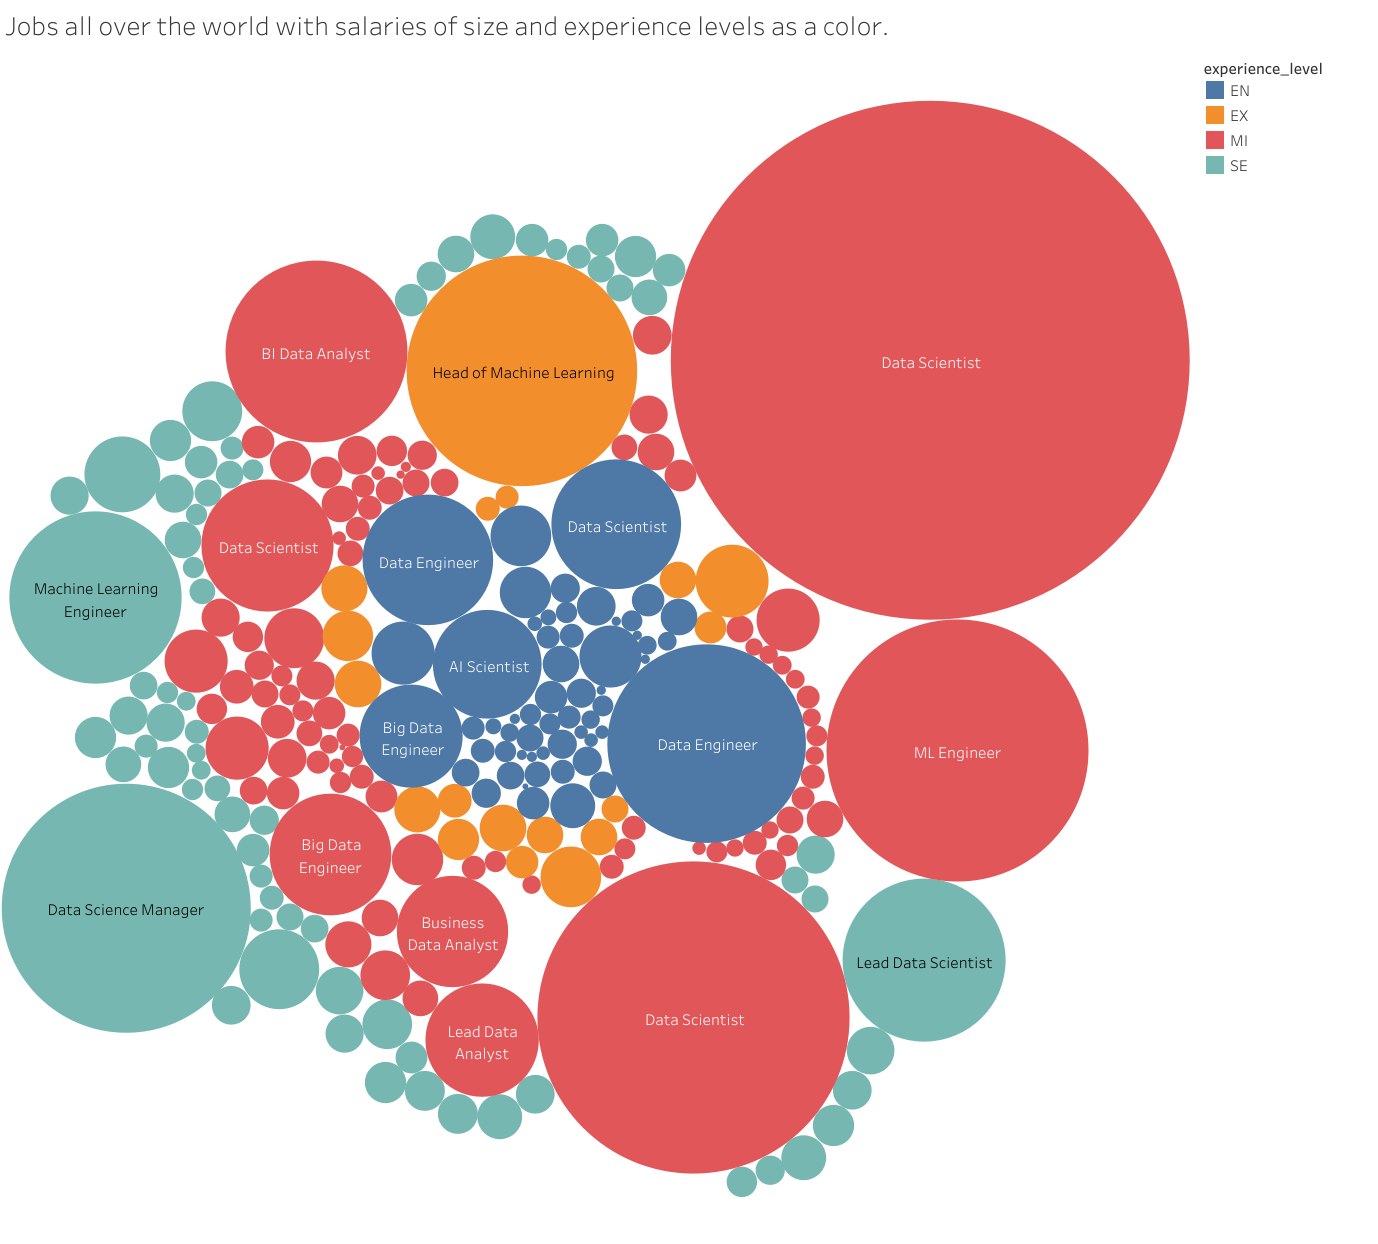 Jobs all over the world with salaries of size and experience levels as a color.
experience_level
EN
EX
MI
SE
BI Data Analyst
Head of Machine Learning
Data Scientist
Data Scientist
Data Scientist
Data Engineer
Machine Learning
Engineer
AI Scientist
Big Data
Engineer
Data Engineer
ML Engineer
Big Data
Engineer
Data Science Manager
Business
Data Analyst
Lead Data Scientist
Data Scientist
Lead Data
Analyst